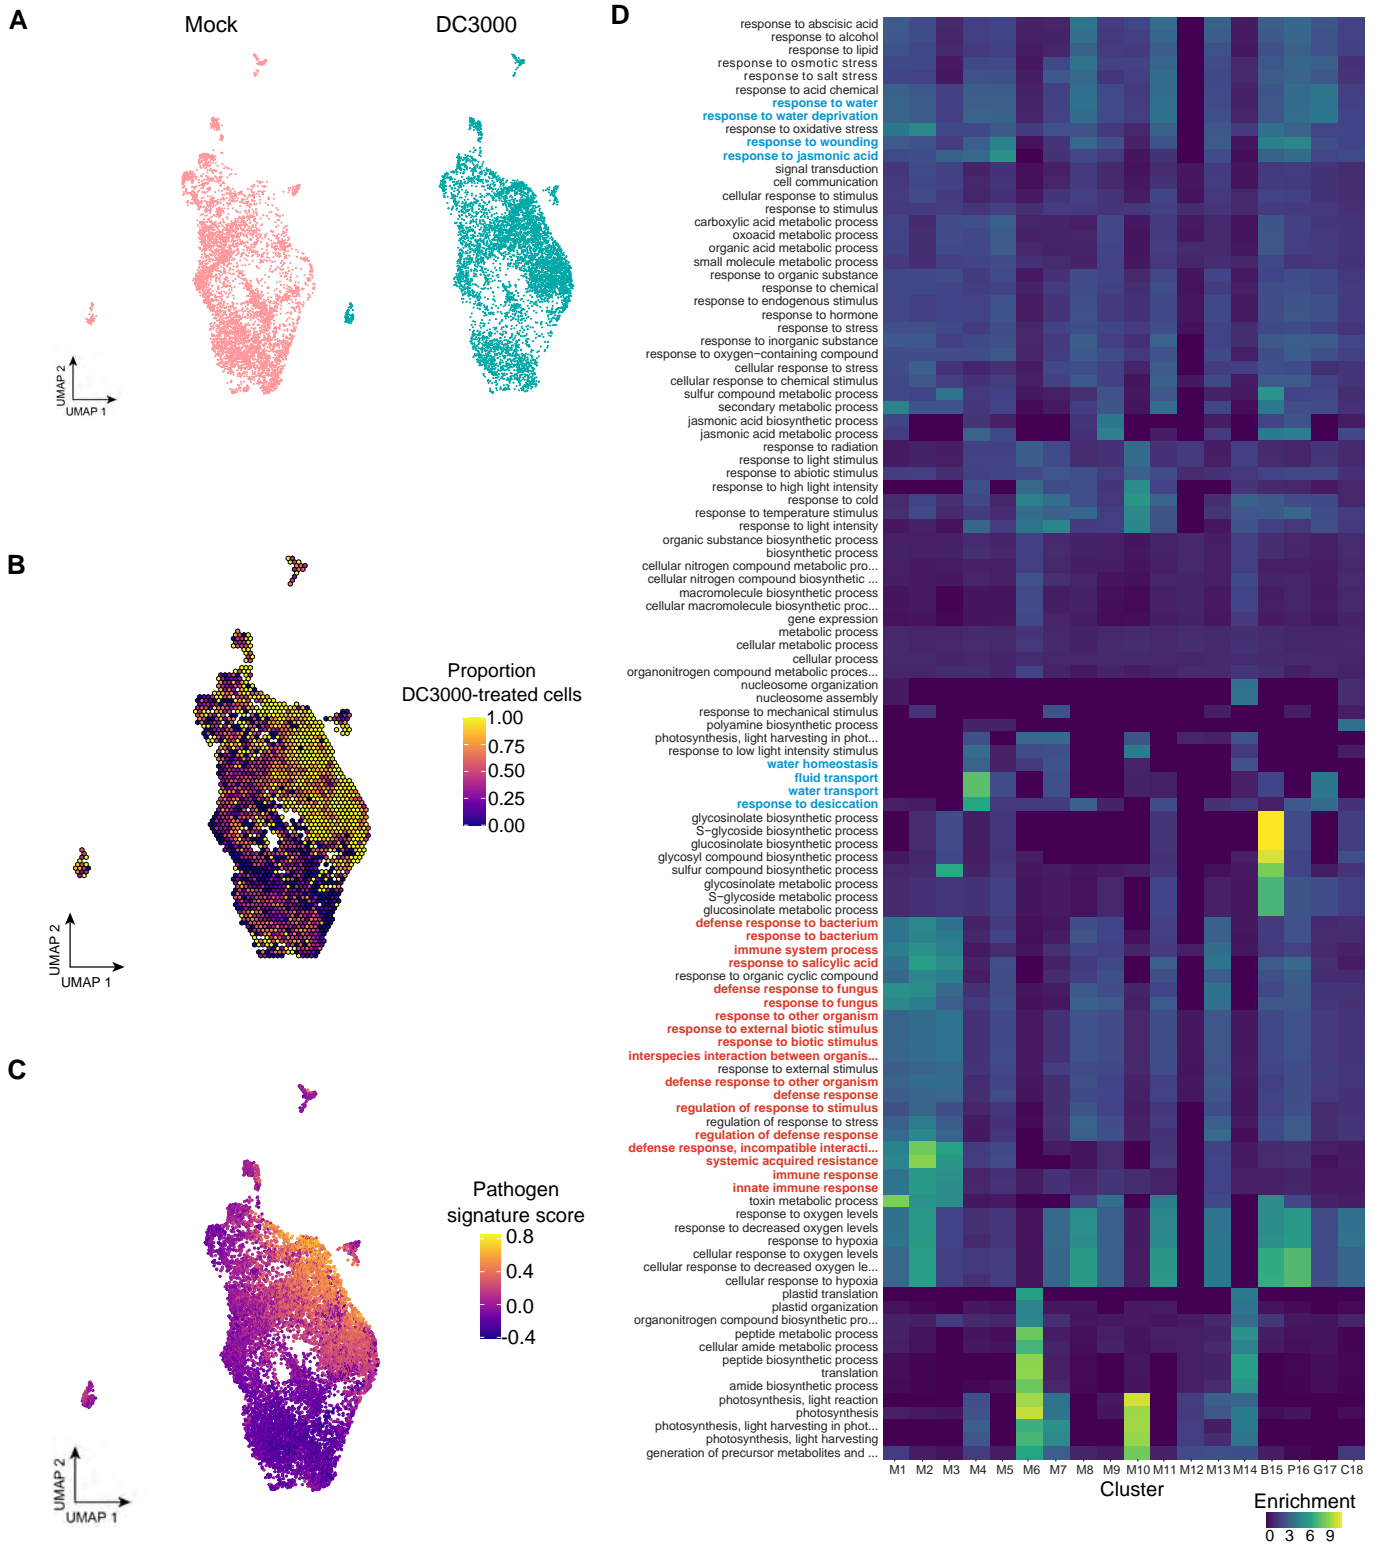 A
Mock
DC3000
UMAP 2
UMAP 1
B
Proportion
DC3000-treated cells
1.00
0.75
0.50
0.25
0.00
UMAP 2
UMAP 1
C
Pathogen
signature score
0.8
0.4
0.0
-0.4
UMAP 2
UMAP 1
D
response to abscisic acid
response to alcohol
response to lipid
response to osmotic stress
response to salt stress
response to acid chemical
response to water
response to water deprivation
response to oxidative stress
response to wounding
response to jasmonic acid
signal transduction
cell communication
cellular response to stimulus
response to stimulus
carboxylic acid metabolic process
oxoacid metabolic process
organic acid metabolic process
small molecule metabolic process
response to organic substance
response to chemical
response to endogenous stimulus
response to hormone
response to stress
response to inorganic substance
response to oxygen−containing compound
cellular response to stress
cellular response to chemical stimulus
sulfur compound metabolic process
secondary metabolic process
jasmonic acid biosynthetic process
jasmonic acid metabolic process
response to radiation
response to light stimulus
response to abiotic stimulus
response to high light intensity
response to cold
response to temperature stimulus
response to light intensity
organic substance biosynthetic process
biosynthetic process
cellular nitrogen compound metabolic pro...
cellular nitrogen compound biosynthetic ...
macromolecule biosynthetic process
cellular macromolecule biosynthetic proc...
gene expression
metabolic process
cellular metabolic process
cellular process
organonitrogen compound metabolic proces...
nucleosome organization
nucleosome assembly
response to mechanical stimulus
polyamine biosynthetic process
photosynthesis, light harvesting in phot...
response to low light intensity stimulus
water homeostasis
fluid transport
water transport
response to desiccation
glycosinolate biosynthetic process
S−glycoside biosynthetic process
glucosinolate biosynthetic process
glycosyl compound biosynthetic process
sulfur compound biosynthetic process
glycosinolate metabolic process
S−glycoside metabolic process
glucosinolate metabolic process
defense response to bacterium
response to bacterium
immune system process
response to salicylic acid
response to organic cyclic compound
defense response to fungus
response to fungus
response to other organism
response to external biotic stimulus
response to biotic stimulus
interspecies interaction between organis...
response to external stimulus
defense response to other organism
defense response
regulation of response to stimulus
regulation of response to stress
regulation of defense response
defense response, incompatible interacti...
systemic acquired resistance
immune response
innate immune response
toxin metabolic process
response to oxygen levels
response to decreased oxygen levels
response to hypoxia
cellular response to oxygen levels
cellular response to decreased oxygen le...
cellular response to hypoxia
plastid translation
plastid organization
organonitrogen compound biosynthetic pro...
peptide metabolic process
cellular amide metabolic process
peptide biosynthetic process
translation
amide biosynthetic process
photosynthesis, light reaction
photosynthesis
photosynthesis, light harvesting in phot...
photosynthesis, light harvesting
generation of precursor metabolites and ...
M1 M2 M3 M4 M5 M6 M7 M8 M9 M10 M11 M12 M13 M14 B15 P16 G17 C18
Cluster
Enrichment
0 3 6 9